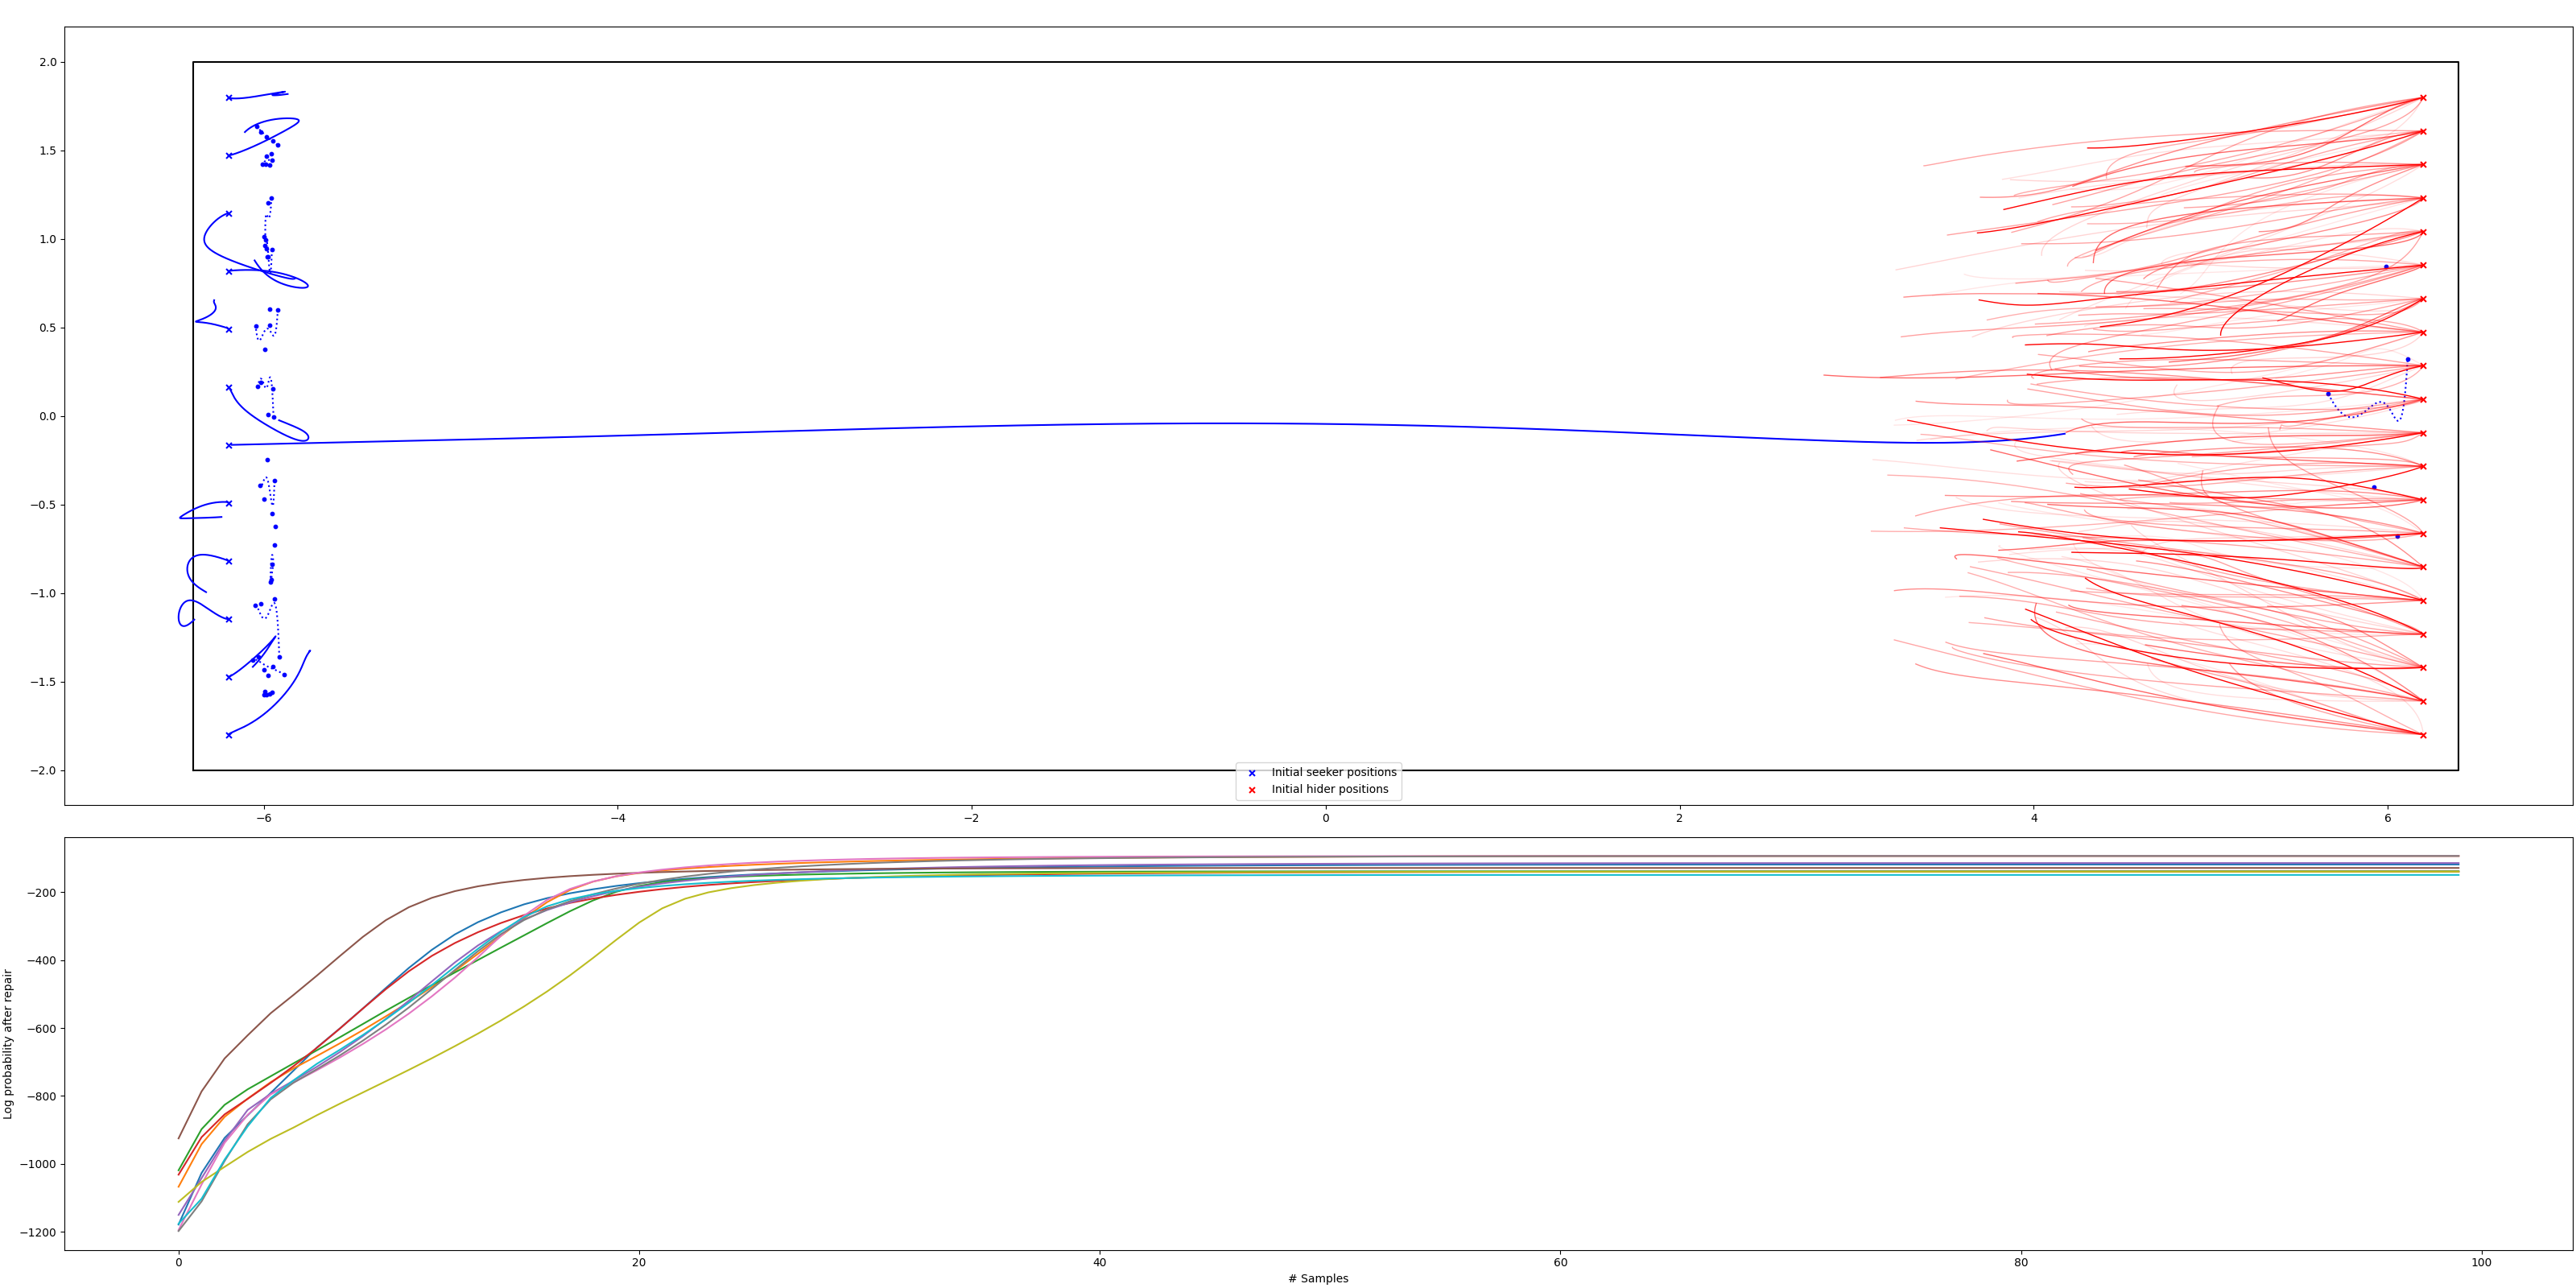 2.0
1.5
1.0
0.5
0.0
−0.5
−1.0
−1.5
−2.0
Initial seeker positions
Initial hider positions
−6 −4 −2 0 2 4 6
−200
−400
−600
−800
−1000
−1200
Log probability after repair
0 20 40 60 80 100
# Samples